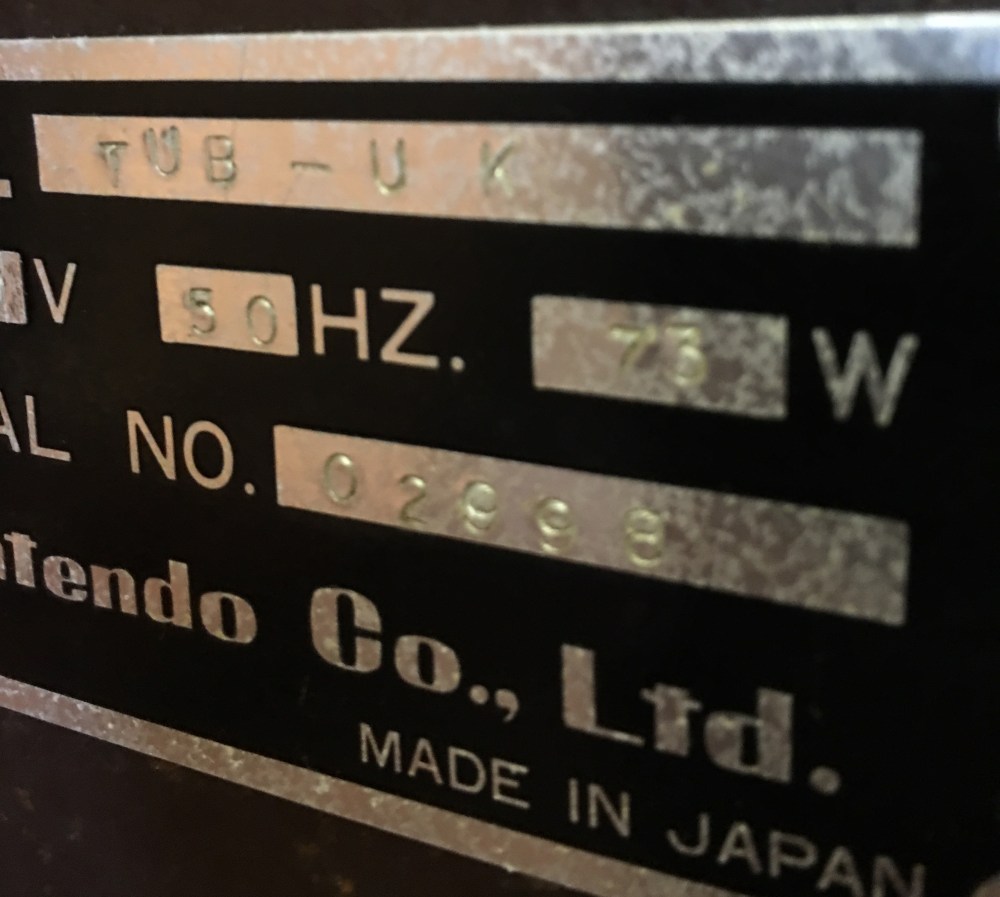 L TUB-UK
V 50 HZ. 73 W
AL NO. 02998
ntendo Co., Ltd.
MADE IN JAPAN